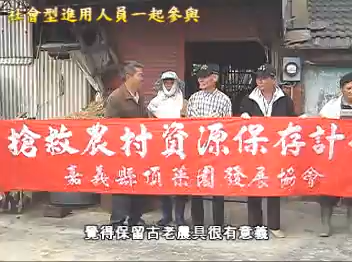 社會型進用人員一起參與
搶救農村資源保存計
嘉義縣頂菜園發展協會
覺得保留古老農具很有意義